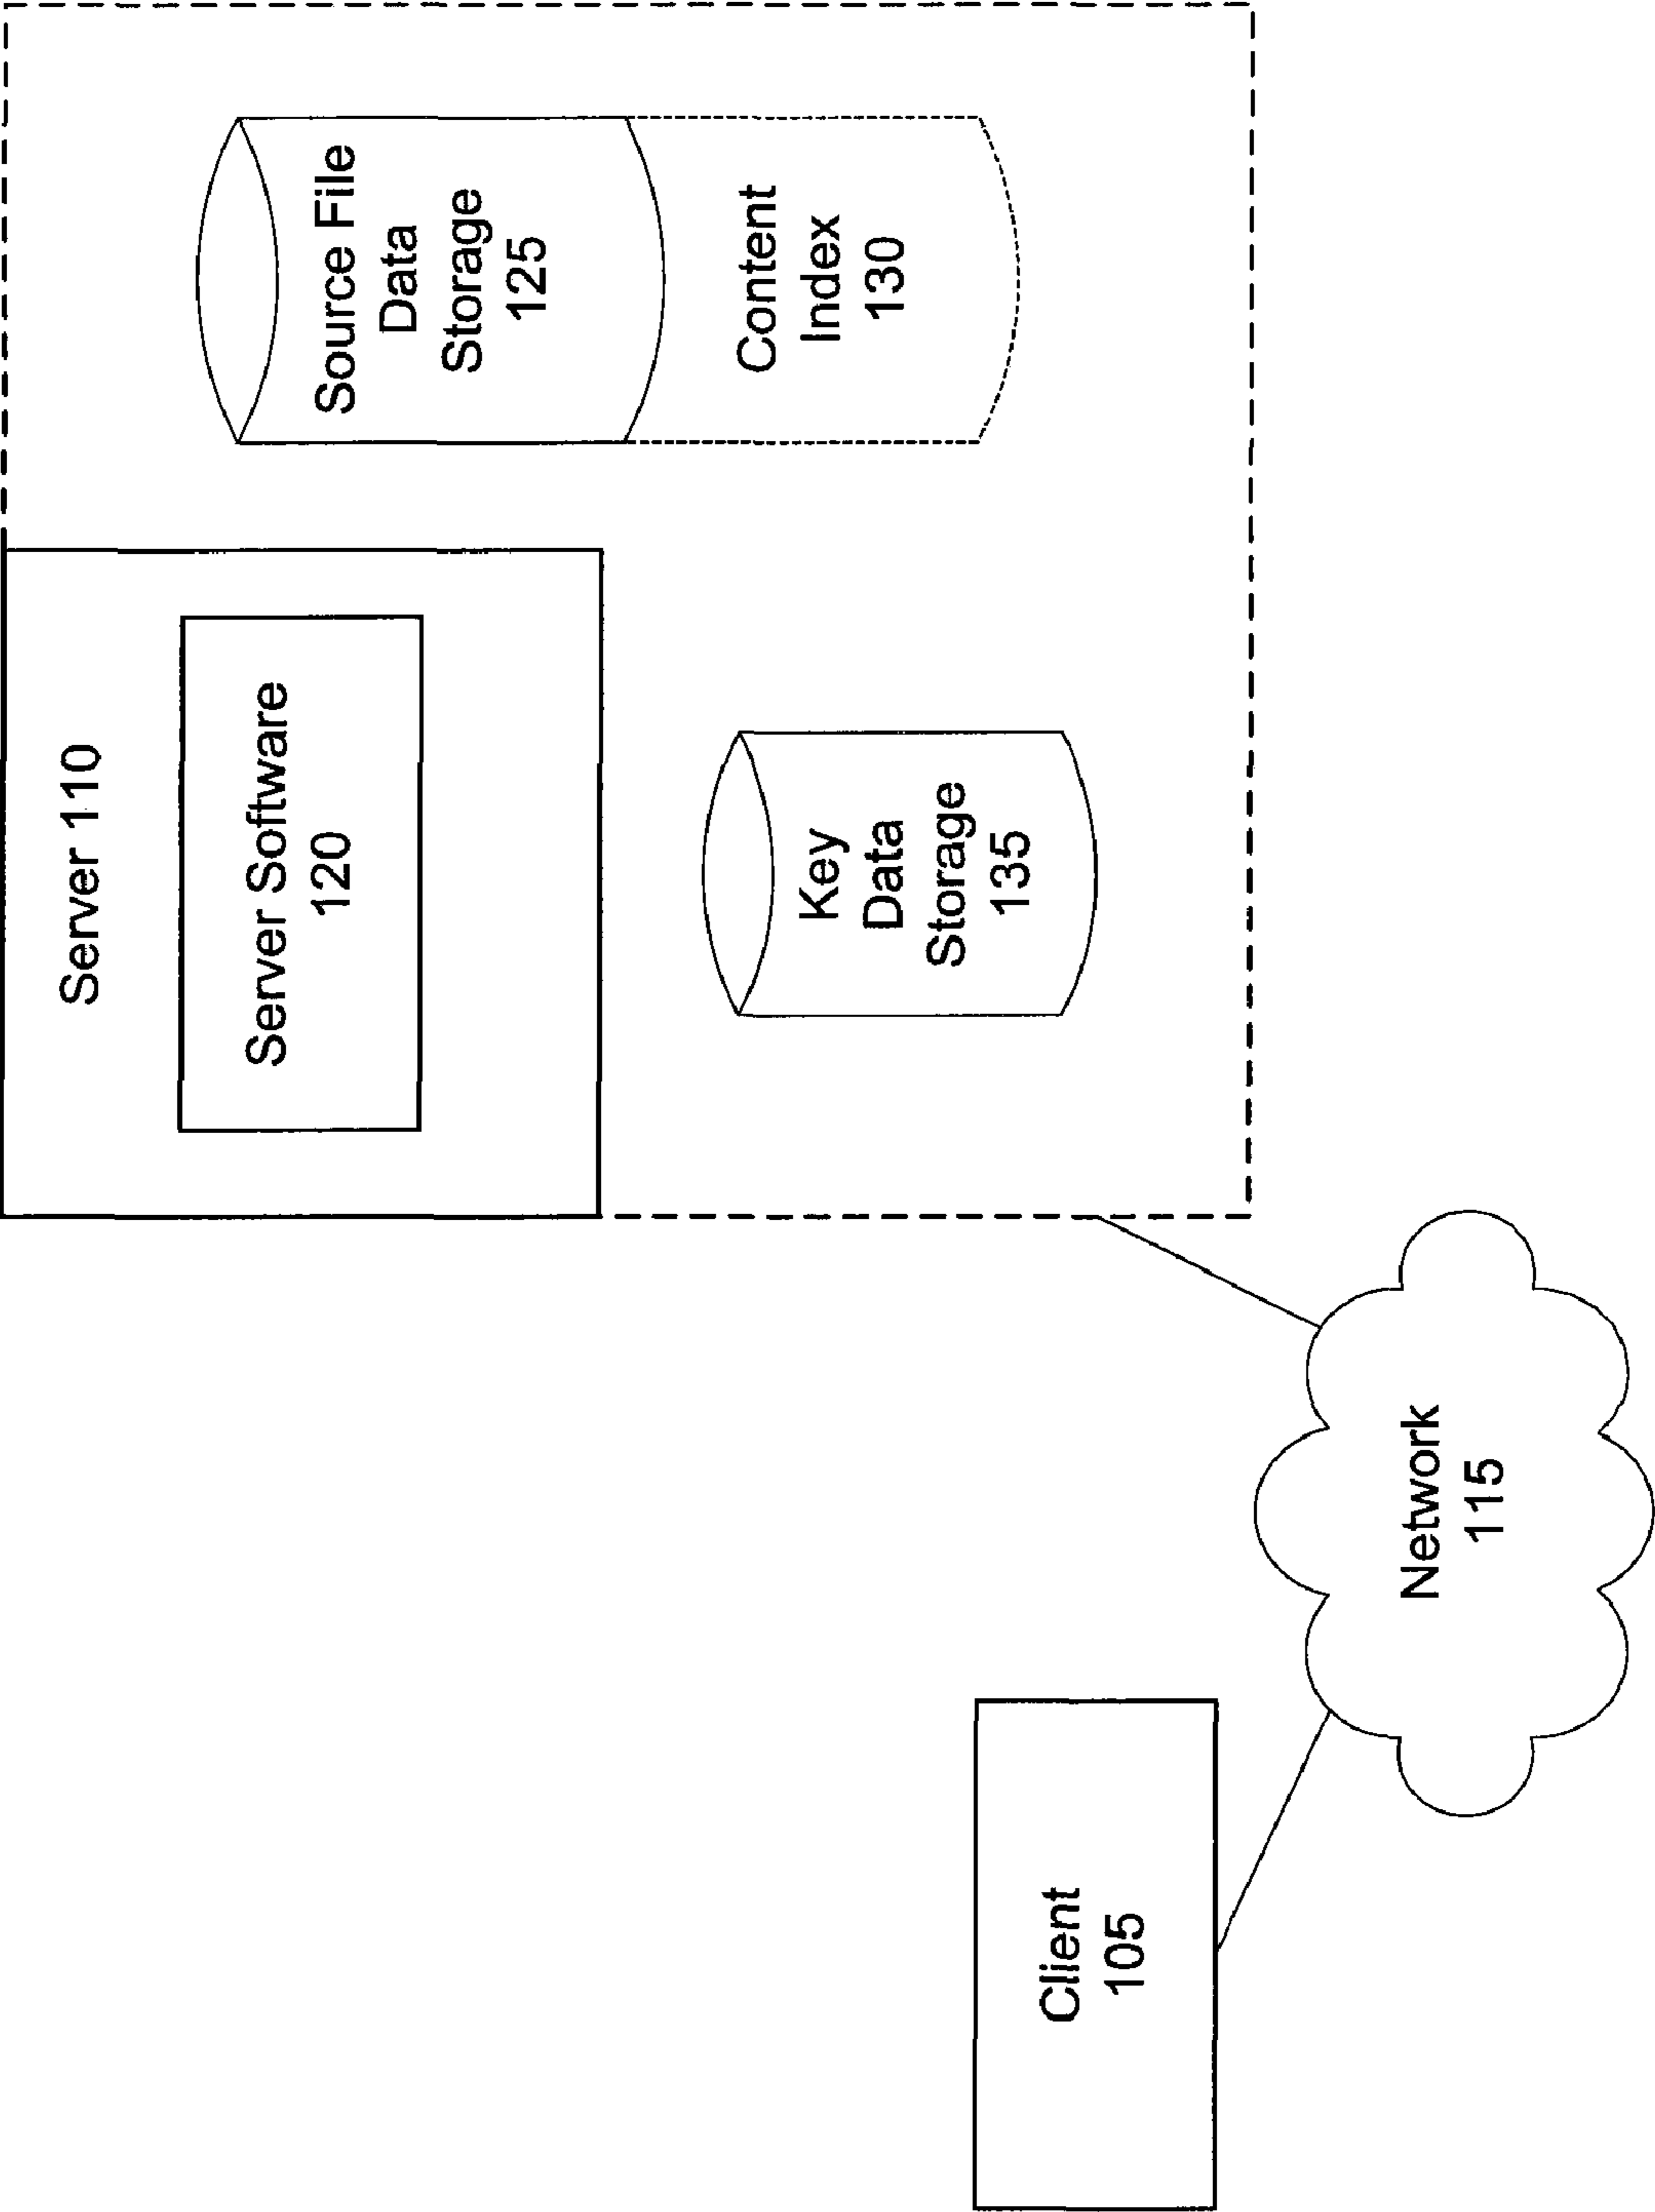 Server 110
Server Software
120
Source File
Data
Storage
125
Content
Index
130
Key
Data
Storage
135
Client
105
Network
115